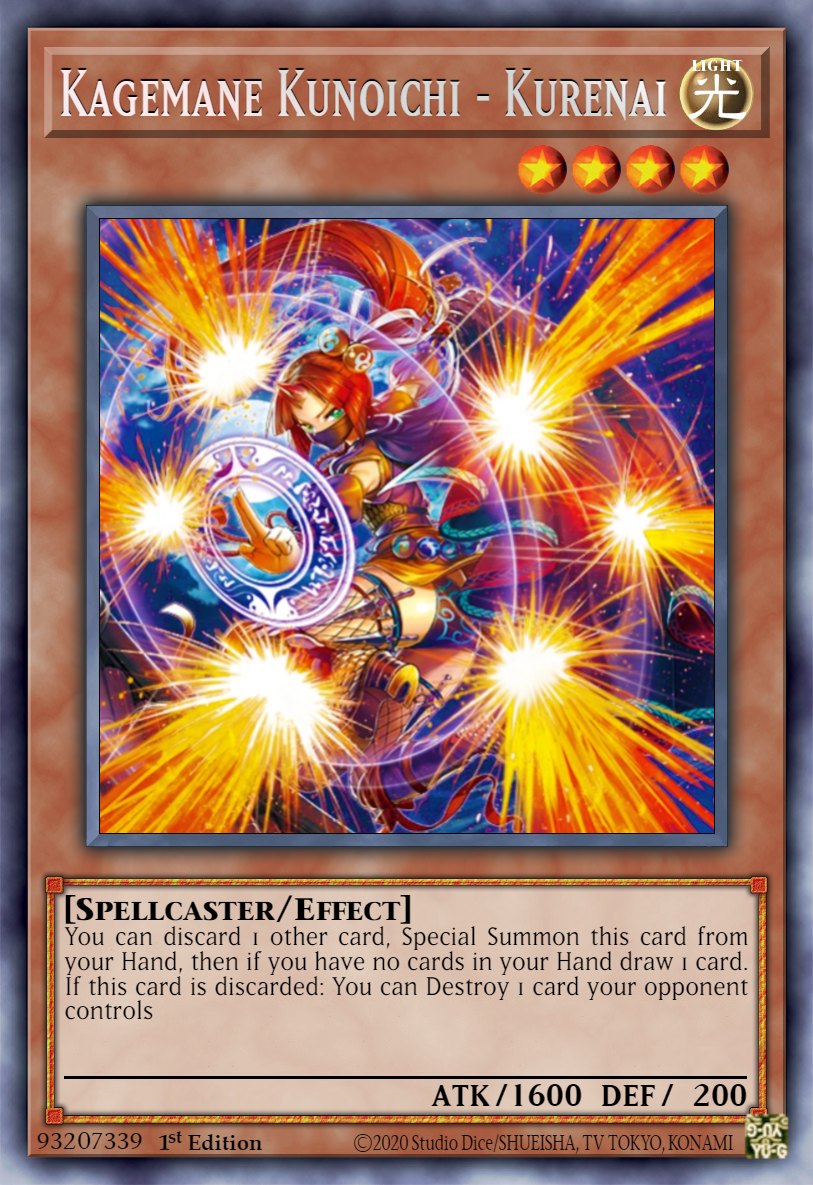 Kagemane Kunoichi - Kurenai
LIGHT
光
[Spellcaster/Effect]
You can discard 1 other card, Special Summon this card from
your Hand, then if you have no cards in your Hand draw 1 card.
If this card is discarded: You can Destroy 1 card your opponent
controls
ATK/1600 DEF/ 200
93207339 1st Edition ©2020 Studio Dice/SHUEISHA, TV TOKYO, KONAMI